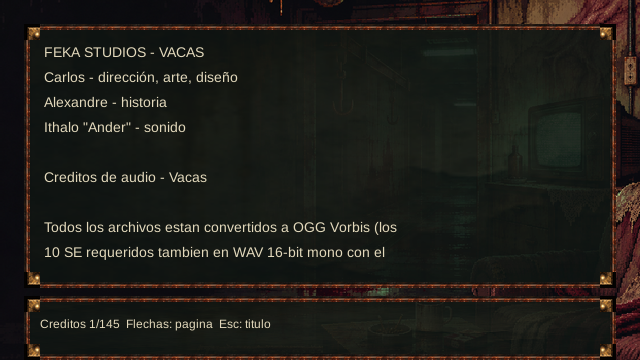 FEKA STUDIOS - VACAS
Carlos - dirección, arte, diseño
Alexandre - historia
Ithalo "Ander" - sonido
Creditos de audio - Vacas
Todos los archivos estan convertidos a OGG Vorbis (los
10 SE requeridos tambien en WAV 16-bit mono con el
Creditos 1/145  Flechas: pagina  Esc: titulo